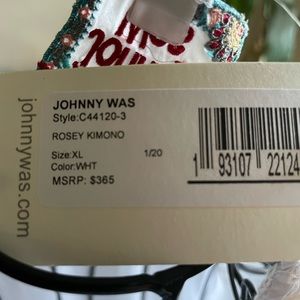 JOHNNY WAS
Style:C44120-3
ROSEY KIMONO
Size:XL 1/20
Color:WHT
MSRP: $365
1 93107 22124
johnnywas.com